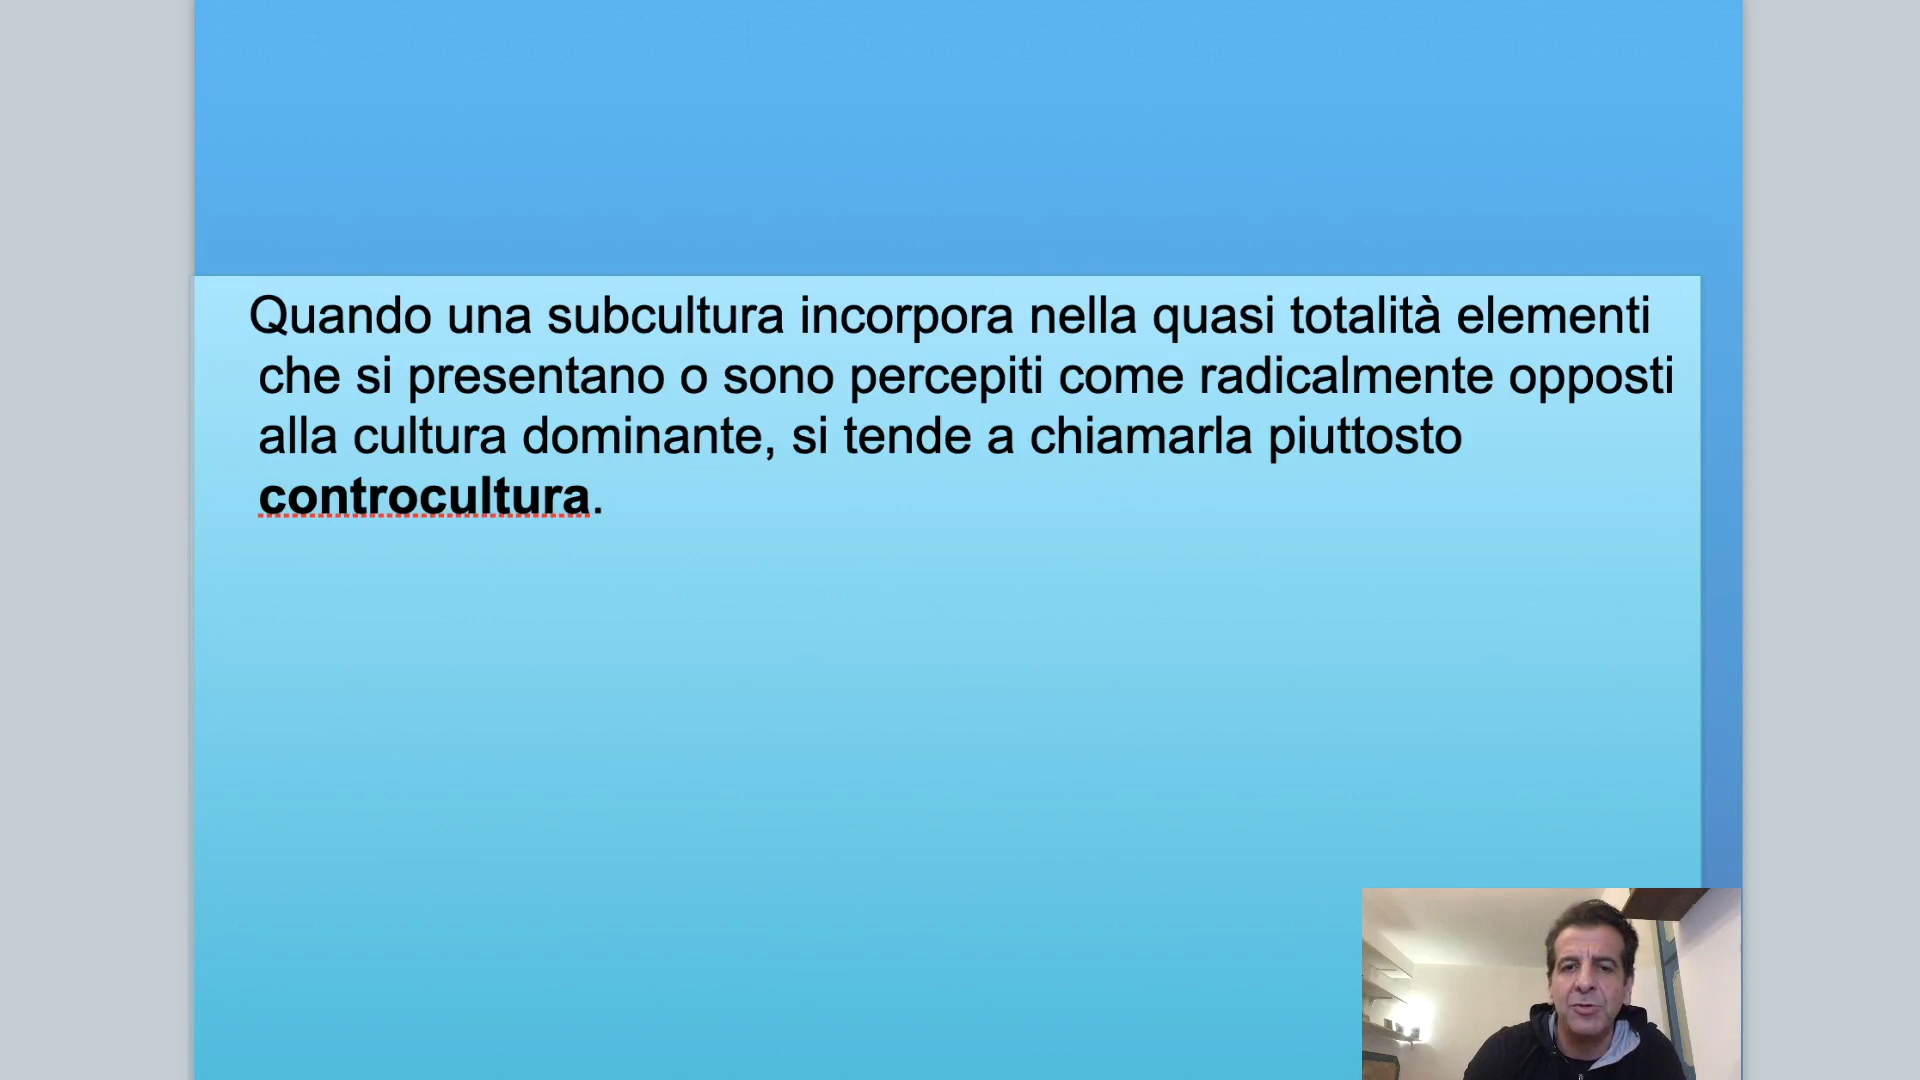 Quando una subcultura incorpora nella quasi totalità elementi
che si presentano o sono percepiti come radicalmente opposti
alla cultura dominante, si tende a chiamarla piuttosto
controcultura.